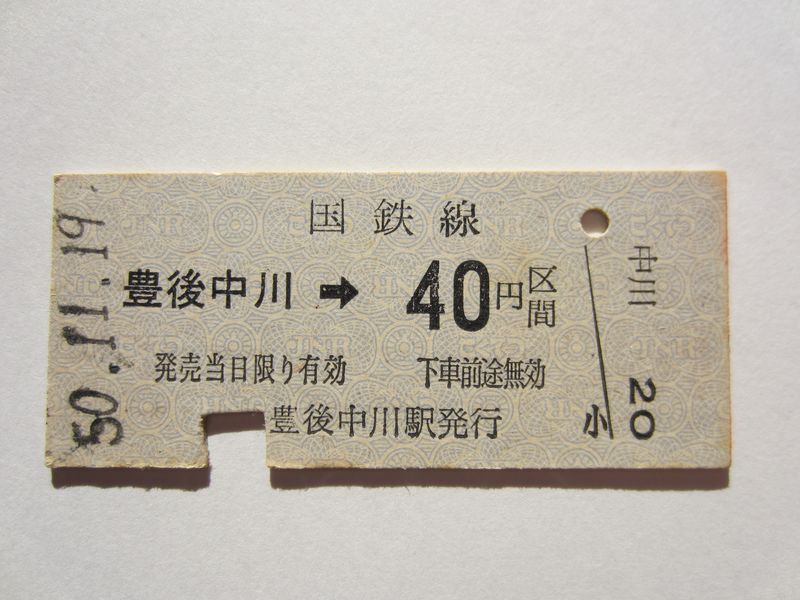 50.11.19
国鉄線
豊後中川➡40円区間
発売当日限り有効 下車前途無効
豊後中川駅発行
中川
小 20